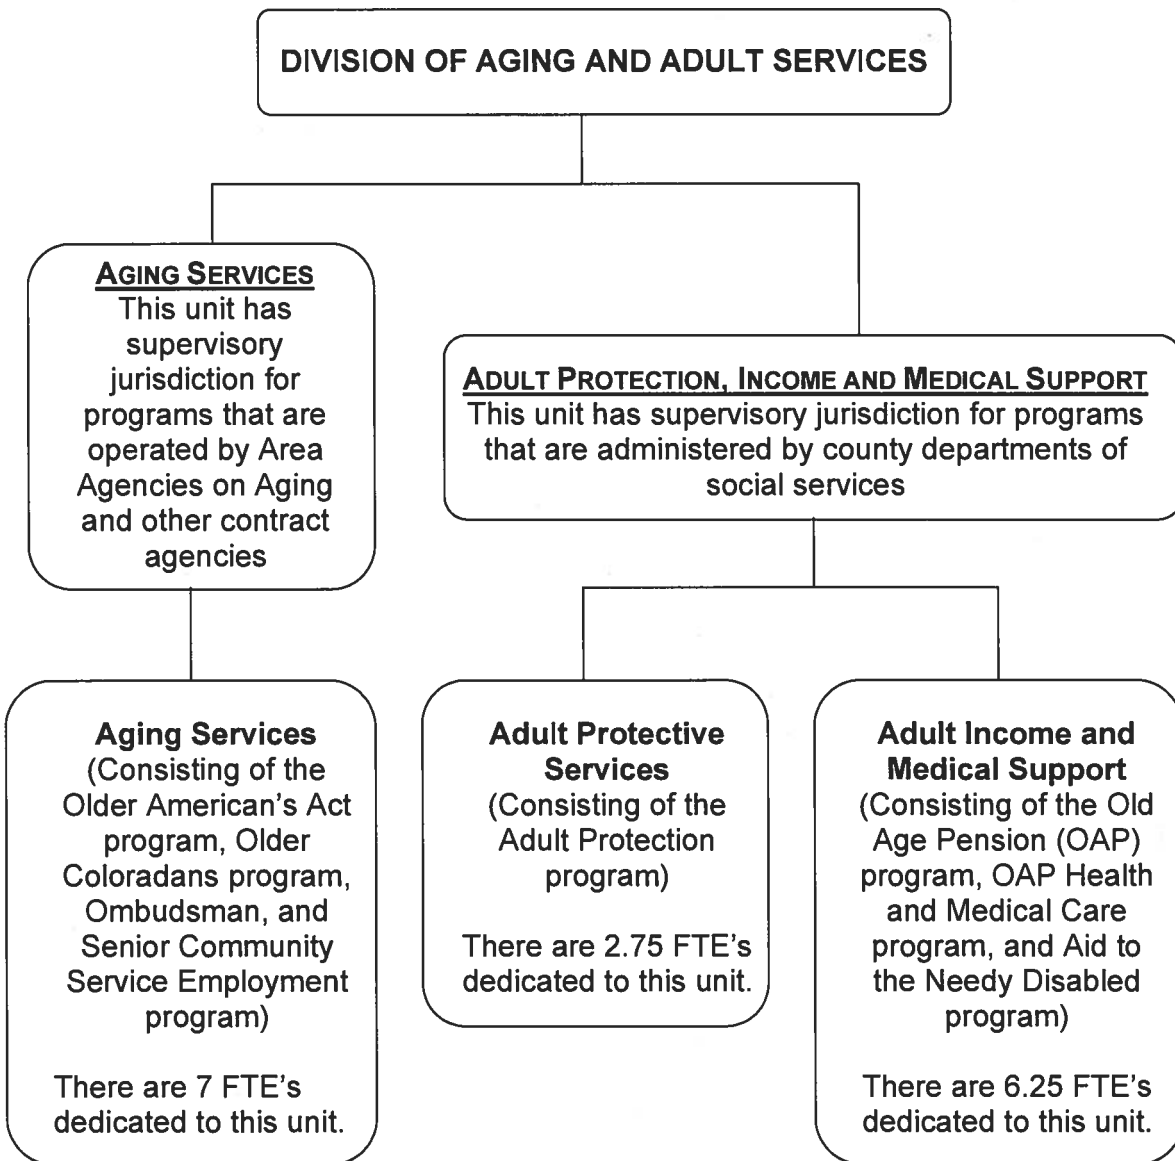 DIVISION OF AGING AND ADULT SERVICES
AGING SERVICES
This unit has
supervisory
jurisdiction for
programs that are
operated by Area
Agencies on Aging
and other contract
agencies
ADULT PROTECTION, INCOME AND MEDICAL SUPPORT
This unit has supervisory jurisdiction for programs
that are administered by county departments of
social services
Aging Services
(Consisting of the
Older American's Act
program, Older
Coloradans program,
Ombudsman, and
Senior Community
Service Employment
program)
There are 7 FTE's
dedicated to this unit.
Adult Protective
Services
(Consisting of the
Adult Protection
program)
There are 2.75 FTE's
dedicated to this unit.
Adult Income and
Medical Support
(Consisting of the Old
Age Pension (OAP)
program, OAP Health
and Medical Care
program, and Aid to
the Needy Disabled
program)
There are 6.25 FTE's
dedicated to this unit.